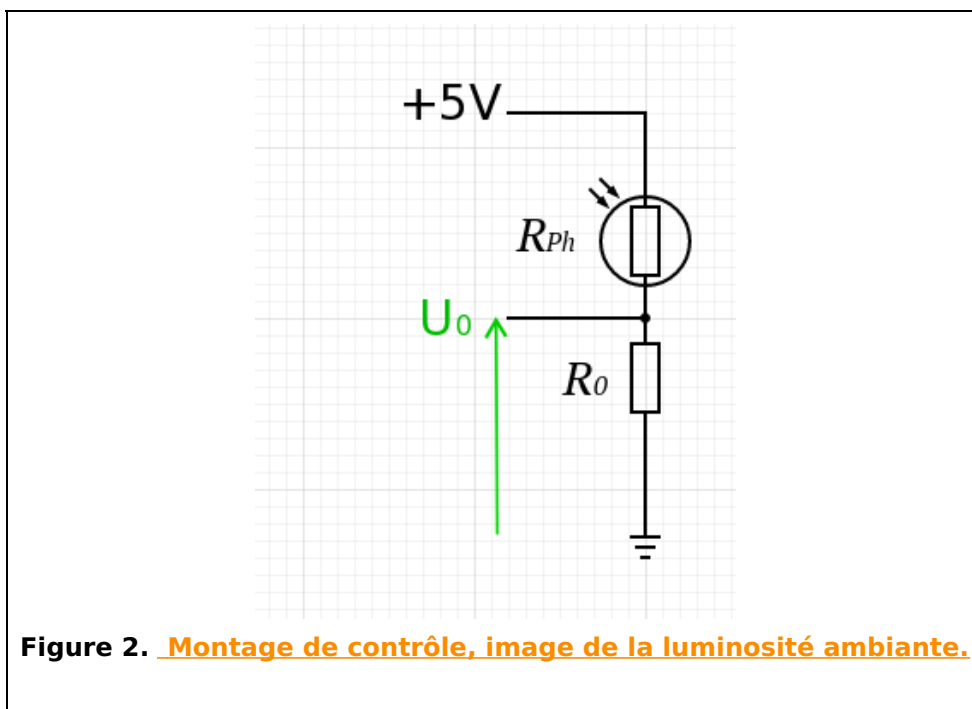 +5V
RPh
U0
R0
Figure 2. Montage de contrôle, image de la luminosité ambiante.